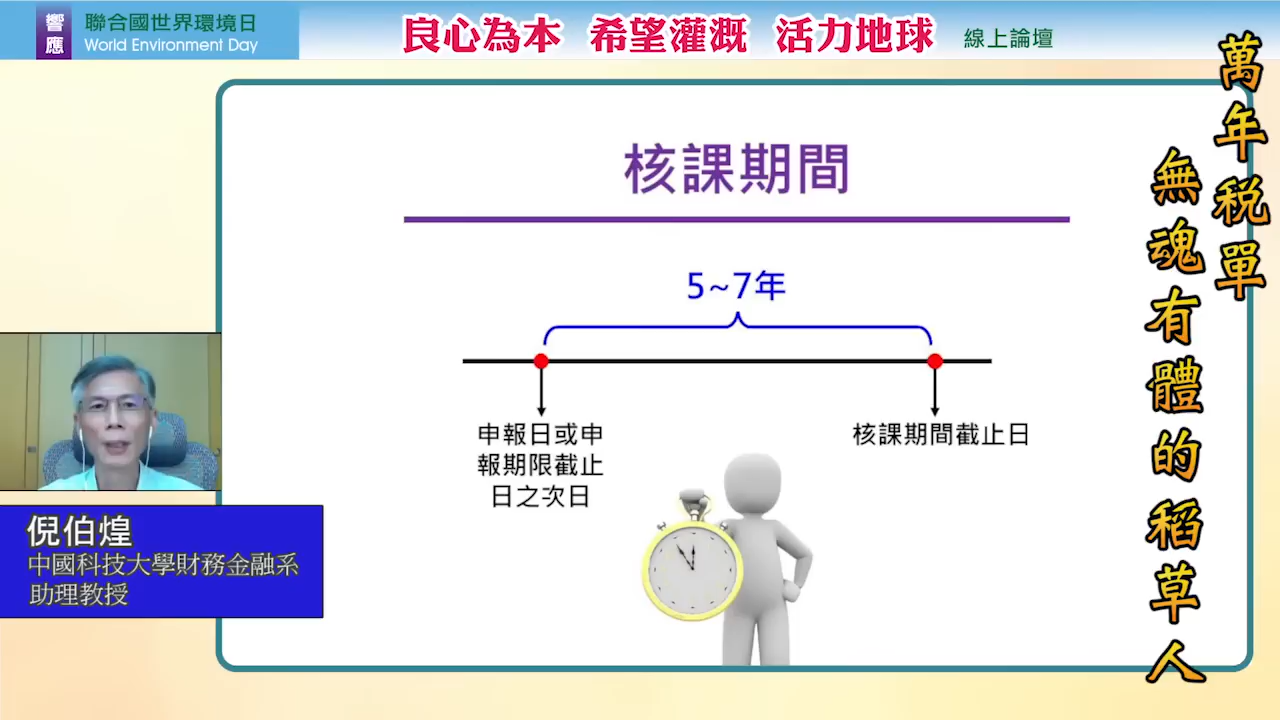 響應
聯合國世界環境日
World Environment Day
良心為本 希望灌溉 活力地球 線上論壇
萬年税單
無魂有體的稻草人
核課期間
5~7年
申報日或申
報期限截止
日之次日
核課期間截止日
倪伯煌
中國科技大學財務金融系
助理教授